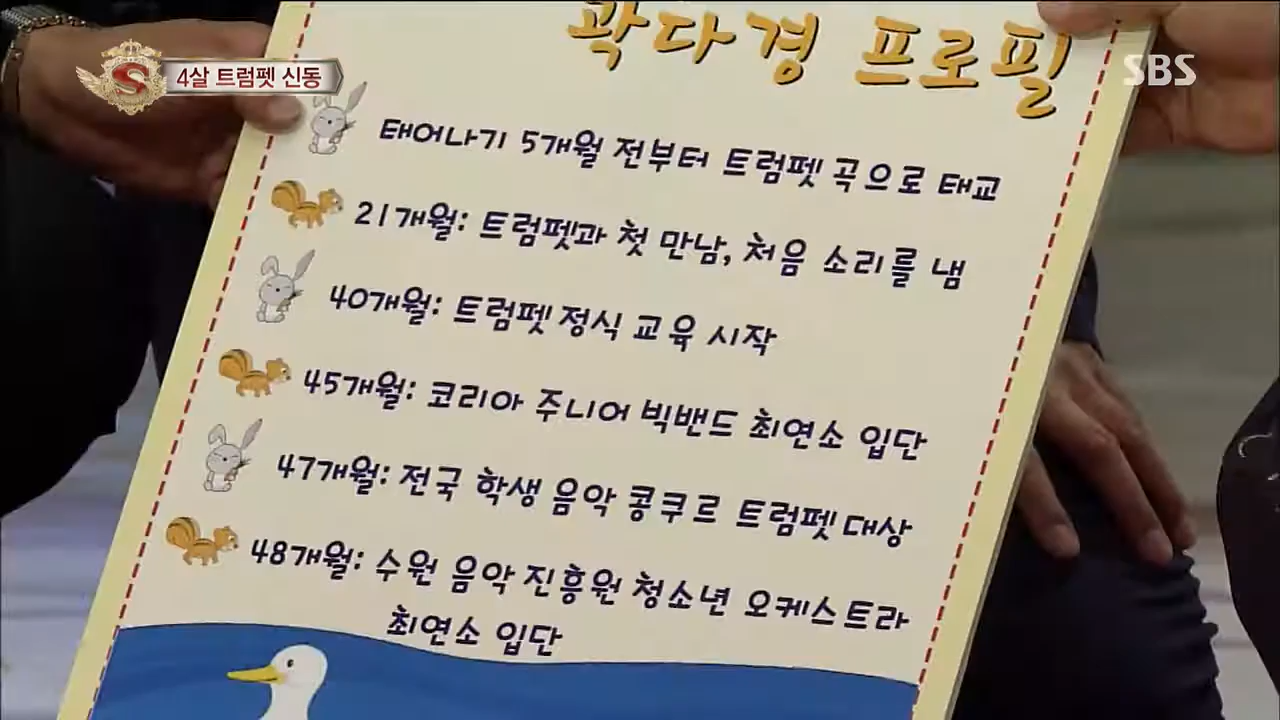 4살 트럼펫 신동
SBS
곽다경 프로필
태어나기 5개월 전부터 트럼펫 곡으로 태교
21개월: 트럼펫과 첫 만남, 처음 소리를 냄
40개월: 트럼펫 정식 교육 시작
45개월: 코리아 주니어 빅밴드 최연소 입단
47개월: 전국 학생 음악 콩쿠르 트럼펫 대상
48개월: 수원 음악 진흥원 청소년 오케스트라
최연소 입단